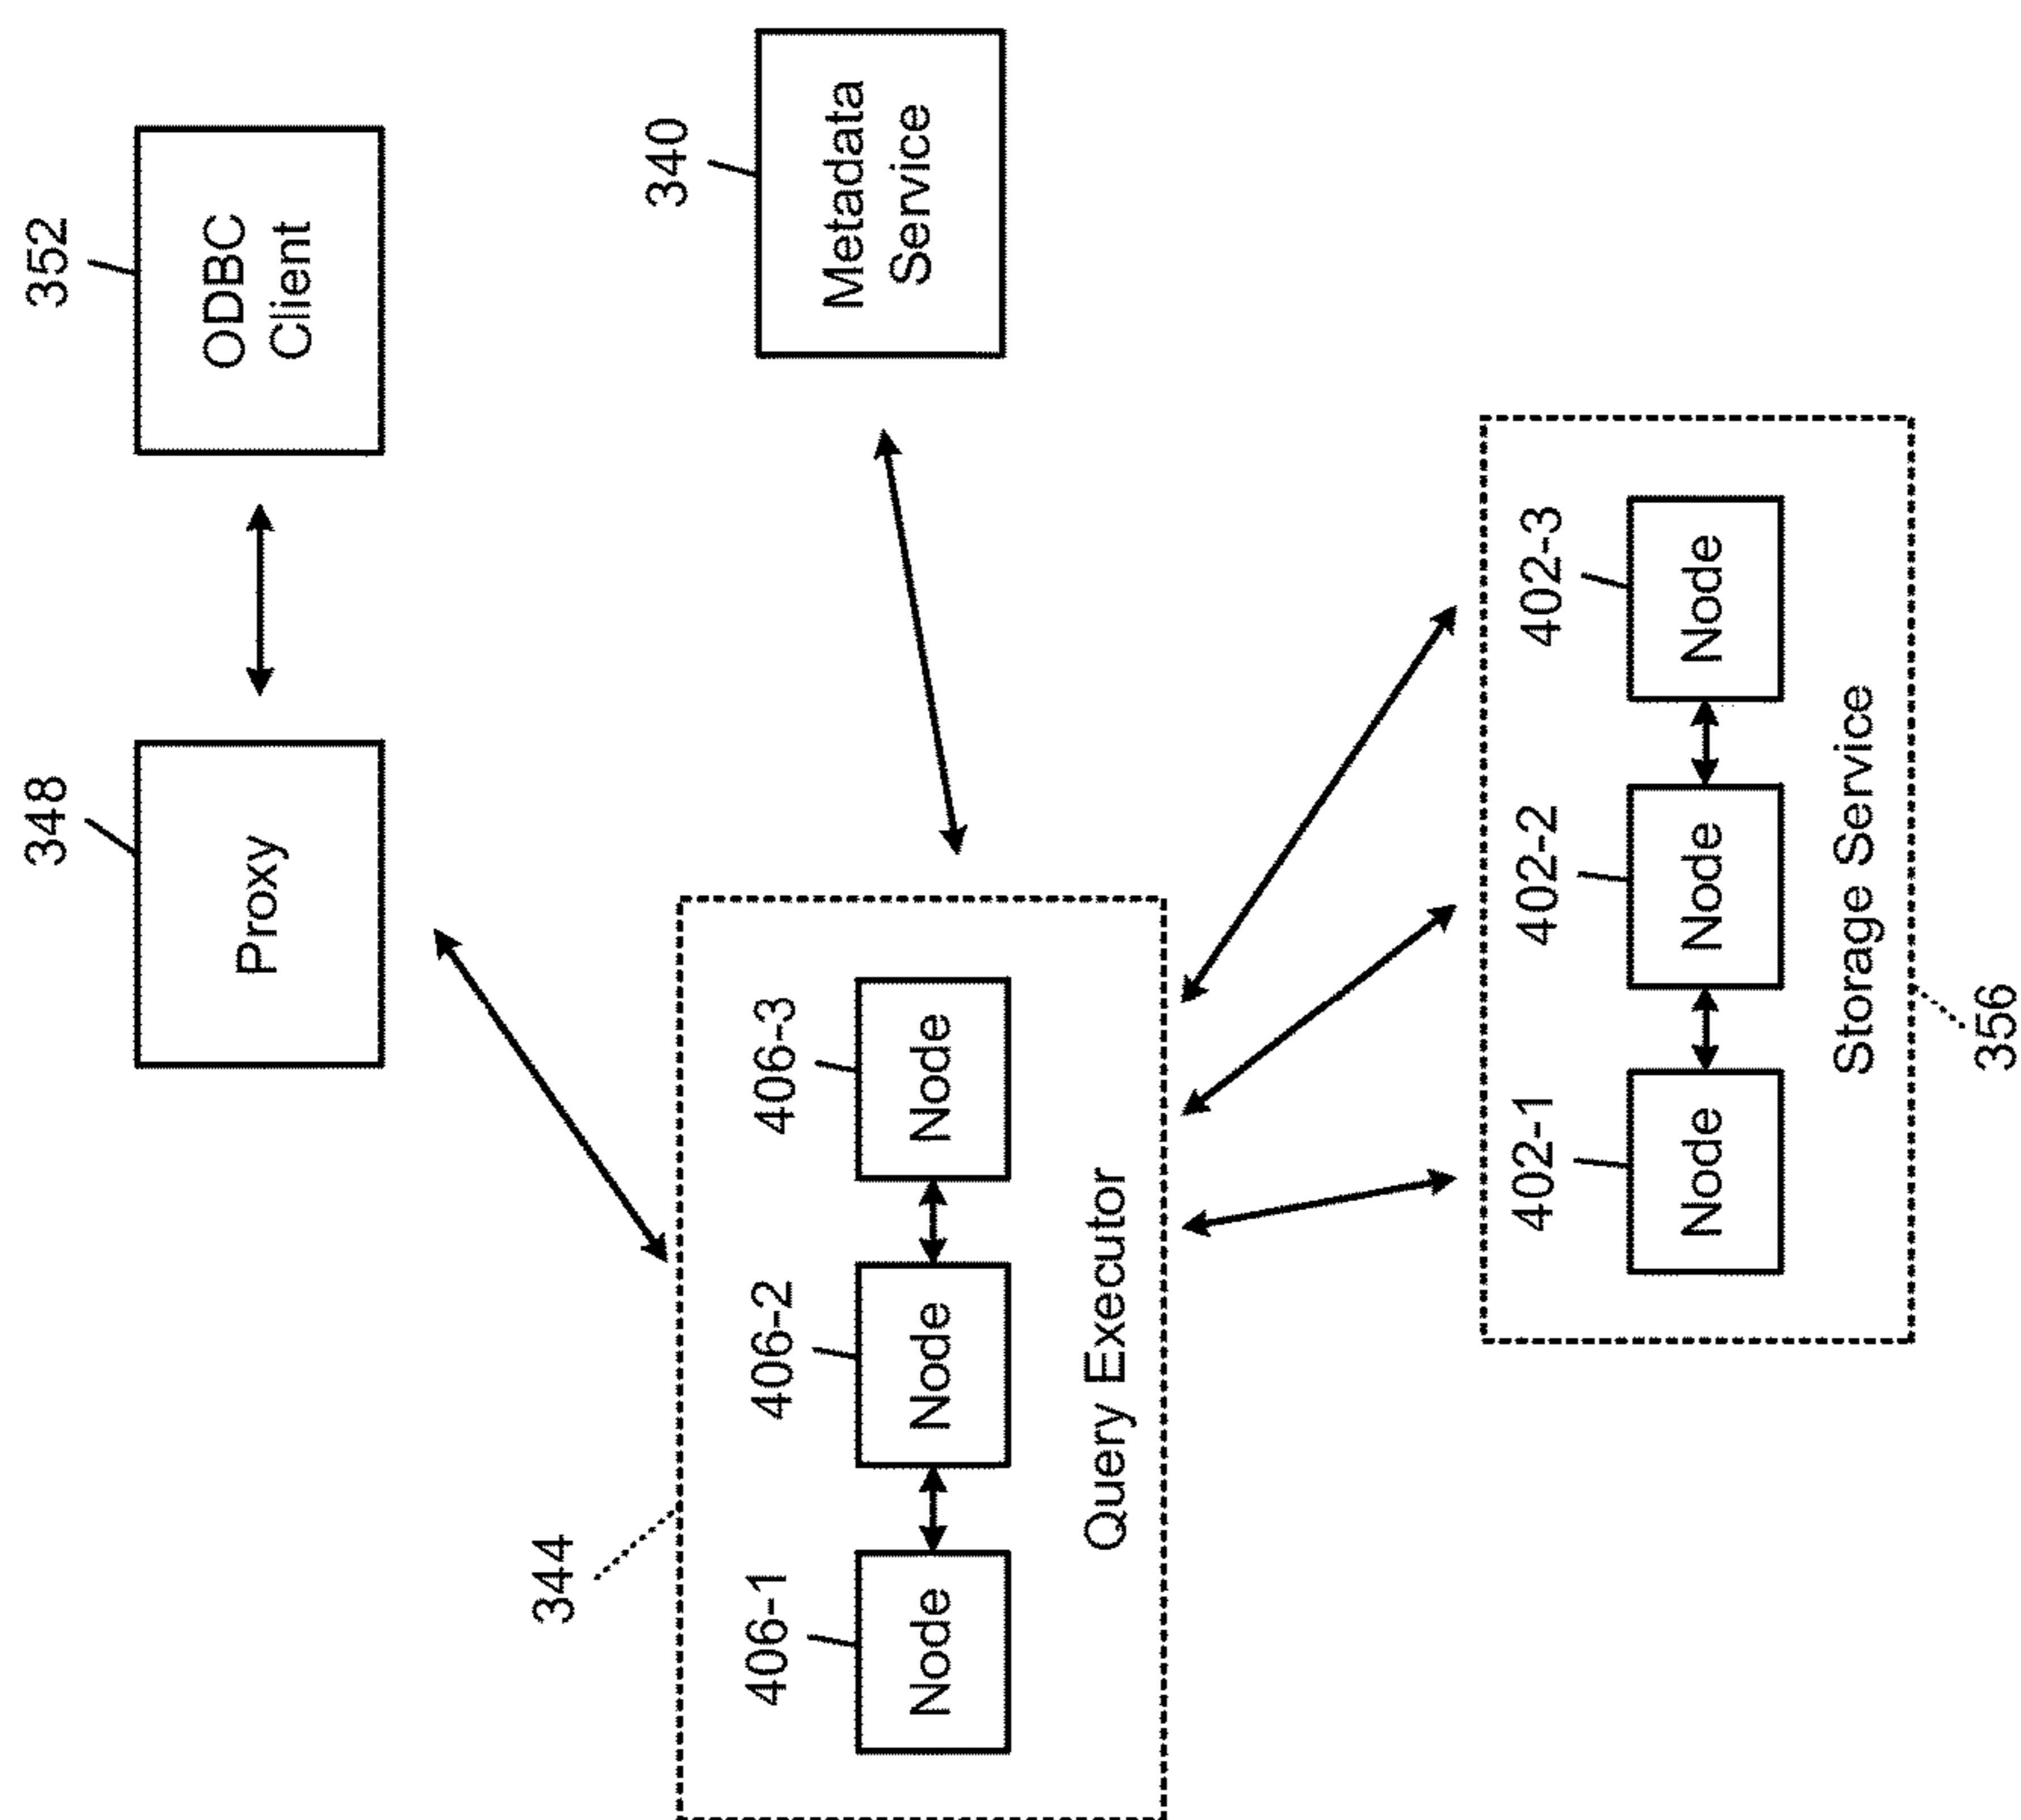 348
Proxy
352
ODBC
Client
344
406-1
406-2
406-3
Node
Node
Node
Query Executor
340
Metadata
Service
402-1
402-2
402-3
Node
Node
Node
Storage Service
356